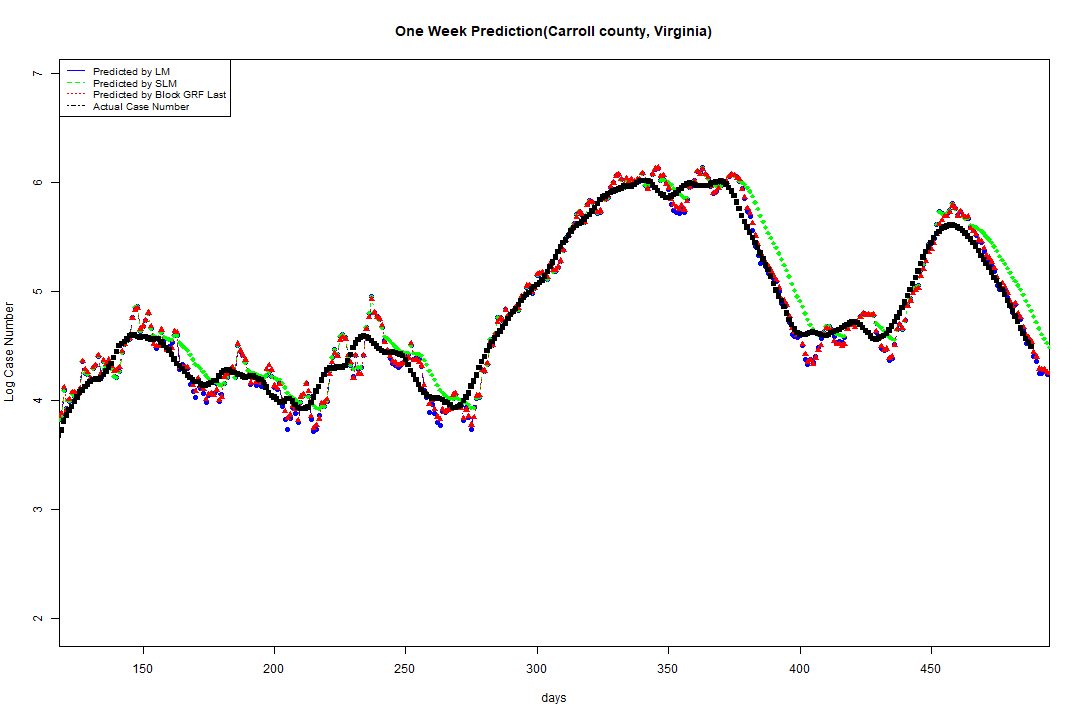 One Week Prediction(Carroll county, Virginia)
Predicted by LM
Predicted by SLM
Predicted by Block GRF Last
Actual Case Number
7
6
5
4
3
2
Log Case Number
150 200 250 300 350 400 450
days